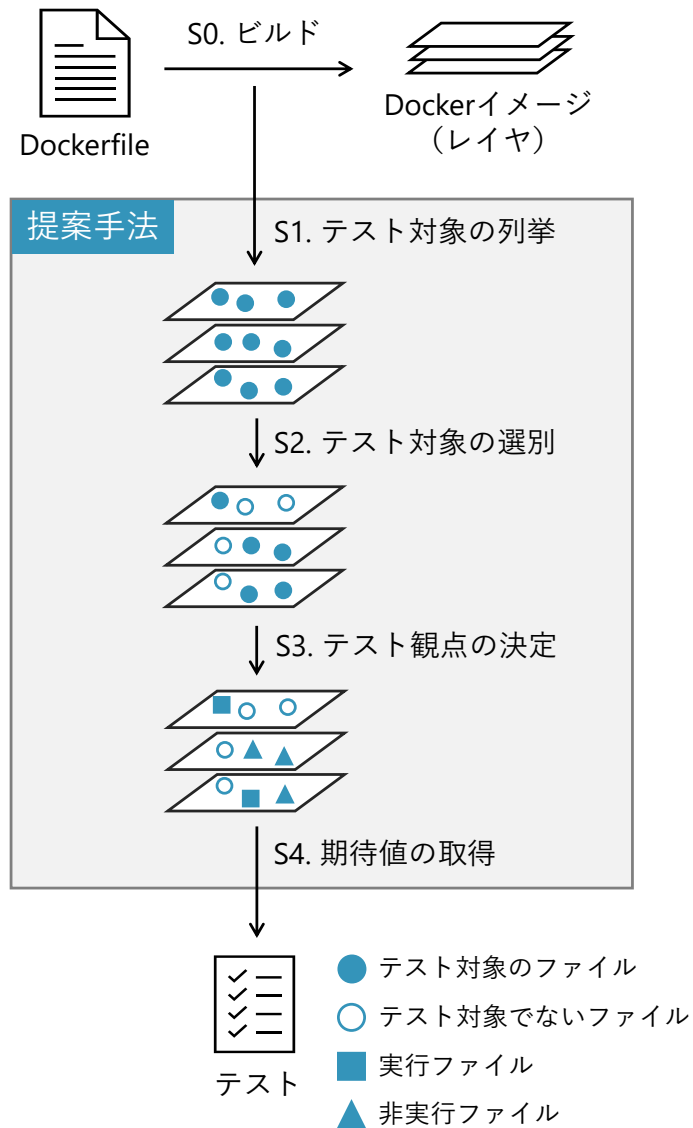 S0. ビルド
Dockerfile
Dockerイメージ
（レイヤ）
提案手法
S1. テスト対象の列挙
S2. テスト対象の選別
S3. テスト観点の決定
S4. 期待値の取得
テスト
テスト対象のファイル
テスト対象でないファイル
実行ファイル
非実行ファイル